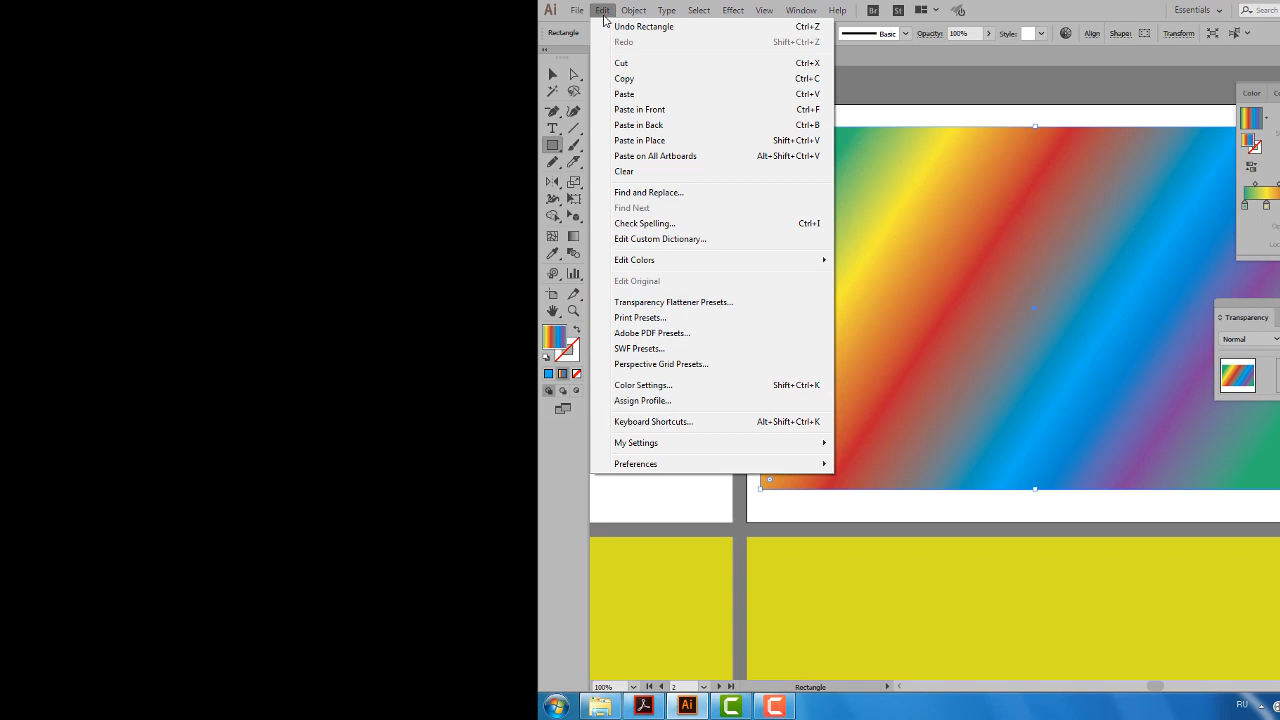 Ai File Edit Object Type Select Effect View Window Help Br St Essentials Search
Rectangle Basic Opacity: 100% Style: Align Shape: Transform
Undo Rectangle Ctrl+Z
Redo Shift+Ctrl+Z
Cut Ctrl+X
Copy Ctrl+C
Paste Ctrl+V
Paste in Front Ctrl+F
Paste in Back Ctrl+B
Paste in Place Shift+Ctrl+V
Paste on All Artboards Alt+Shift+Ctrl+V
Clear
Find and Replace...
Find Next
Check Spelling... Ctrl+I
Edit Custom Dictionary...
Edit Colors
Edit Original
Transparency Flattener Presets...
Print Presets...
Adobe PDF Presets...
SWF Presets...
Perspective Grid Presets...
Color Settings... Shift+Ctrl+K
Assign Profile...
Keyboard Shortcuts... Alt+Shift+Ctrl+K
My Settings
Preferences
Color
Transparency
Normal
100% 2 Rectangle
Ai C C RU